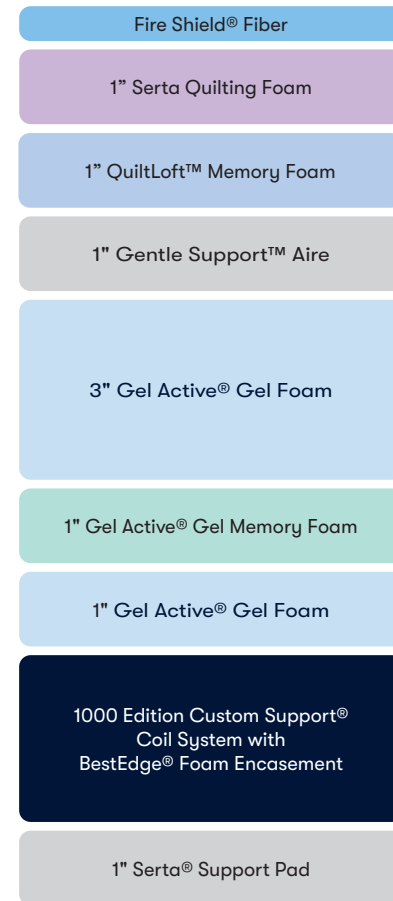 Fire Shield® Fiber
1” Serta Quilting Foam
1” QuiltLoft™ Memory Foam
1" Gentle Support™ Aire
3" Gel Active® Gel Foam
1" Gel Active® Gel Memory Foam
1" Gel Active® Gel Foam
1000 Edition Custom Support®
Coil System with
BestEdge® Foam Encasement
1" Serta® Support Pad